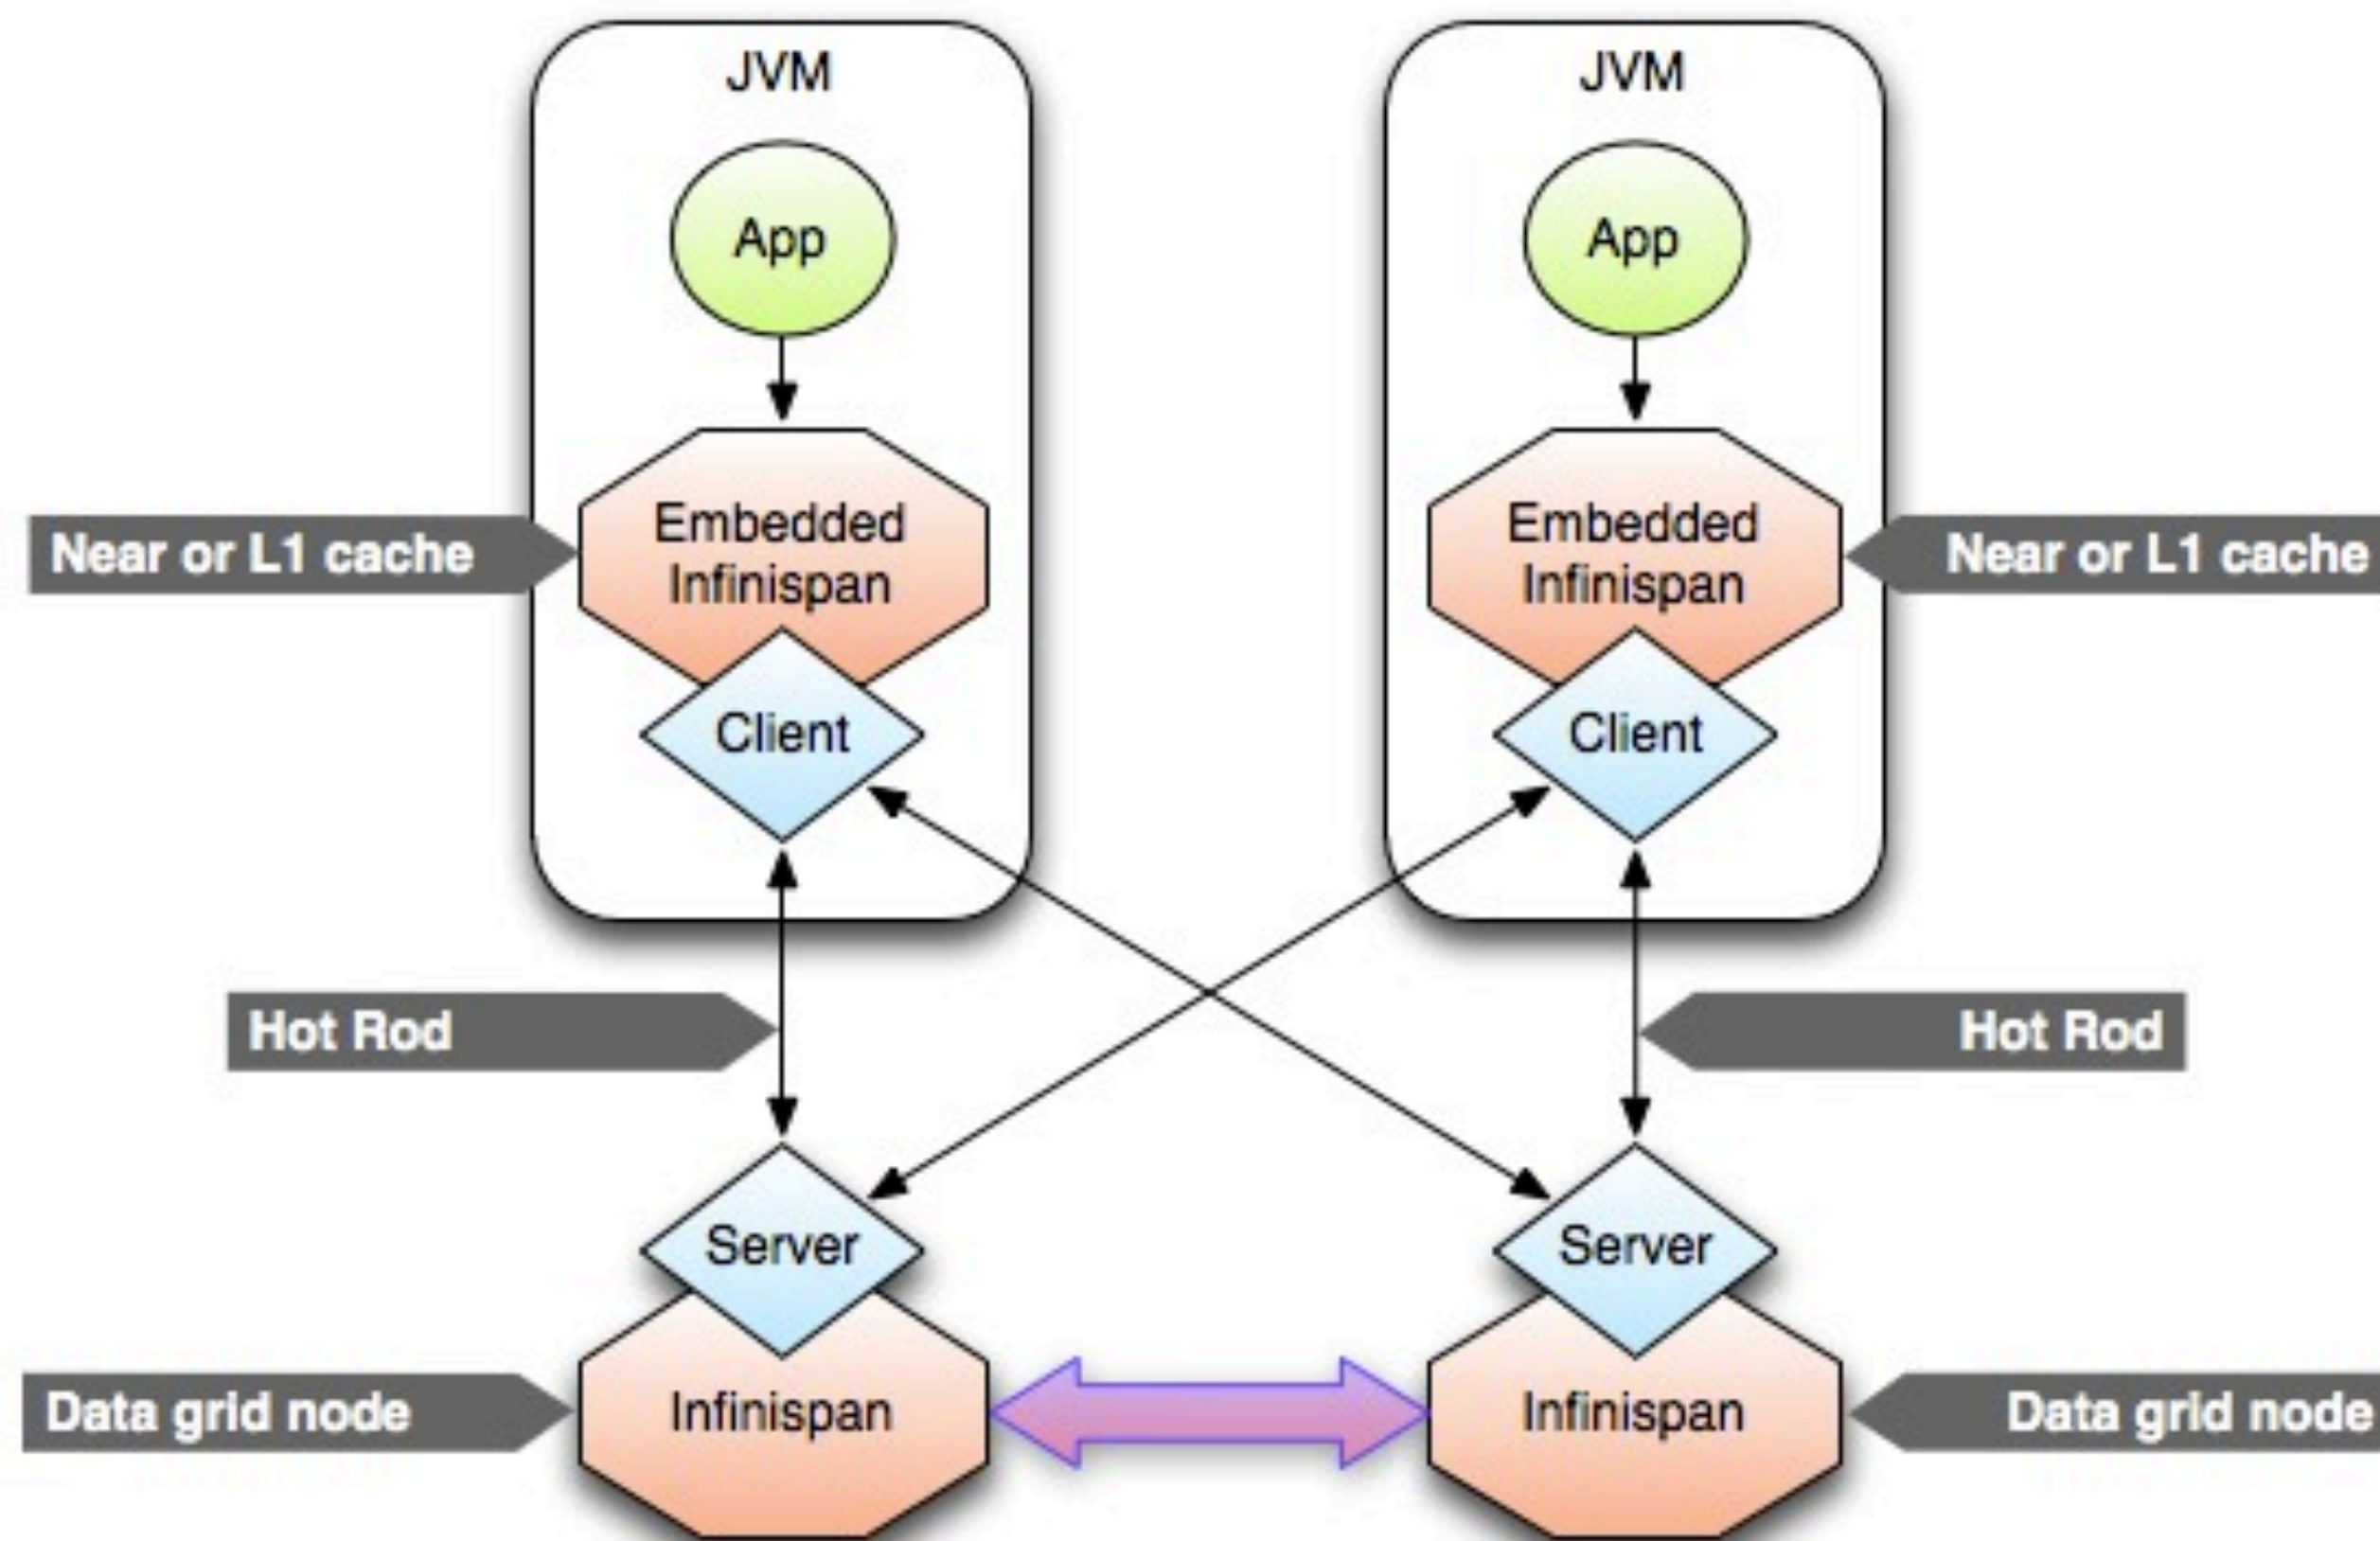 JVM
JVM
App
App
Embedded
Infinispan
Embedded
Infinispan
Near or L1 cache
Near or L1 cache
Client
Client
Hot Rod
Hot Rod
Server
Server
Data grid node
Infinispan
Infinispan
Data grid node